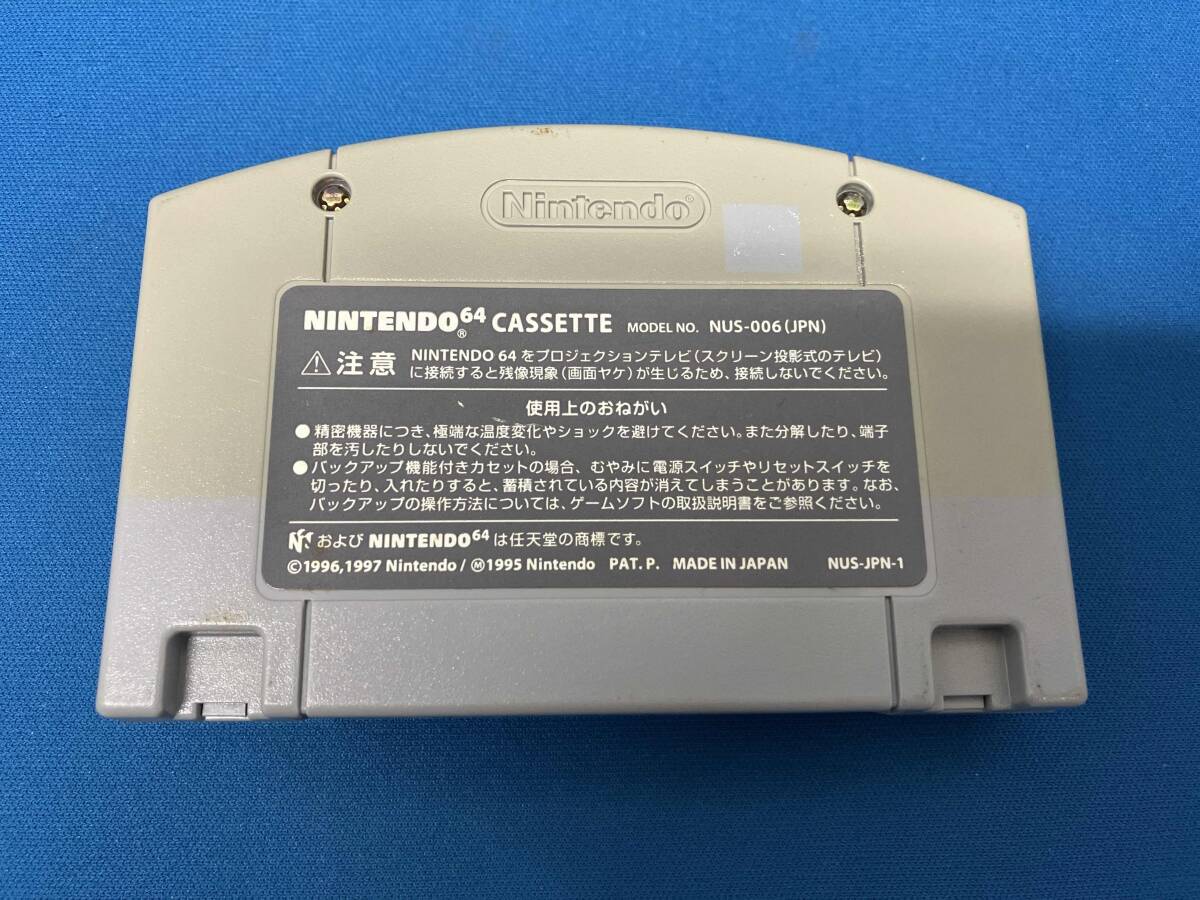 Nintendo®
NINTENDO64® CASSETTE MODEL NO. NUS-006(JPN)
⚠注意 NINTENDO 64をプロジェクションテレビ(スクリーン投影式のテレビ)
に接続すると残像現象(画面ヤケ)が生じるため、接続しないでください。
使用上のおねがい
●精密機器につき、極端な温度変化やショックを避けてください。また分解したり、端子
部を汚したりしないでください。
●バックアップ機能付きカセットの場合、むやみに電源スイッチやリセットスイッチを
切ったり、入れたりすると、蓄積されている内容が消えてしまうことがあります。なお、
バックアップの操作方法については、ゲームソフトの取扱説明書をご参照ください。
および NINTENDO64 は任天堂の商標です。
©1996,1997 Nintendo/Ⓜ1995 Nintendo PAT. P. MADE IN JAPAN NUS-JPN-1